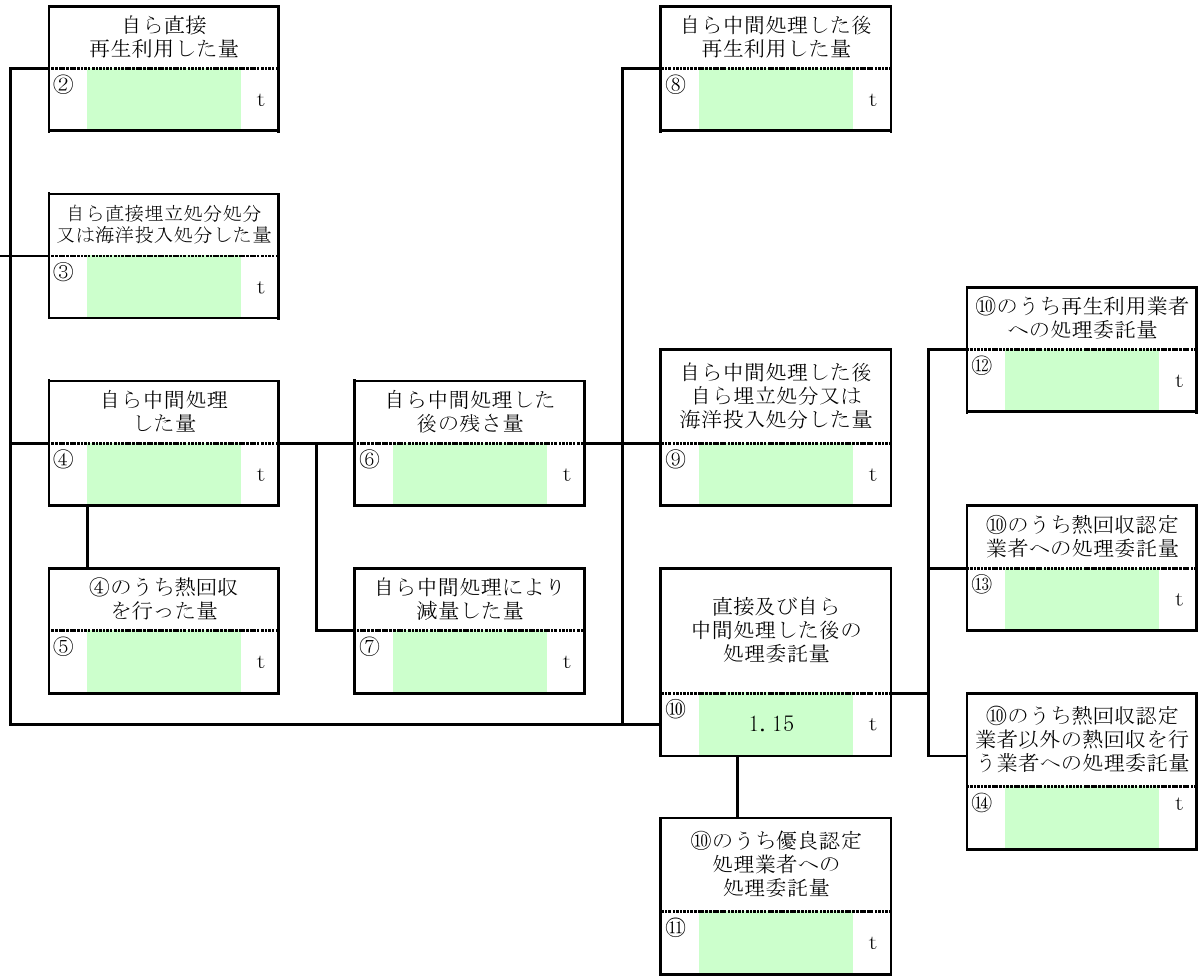 自ら直接
再生利用した量
②
t
自ら中間処理した後
再生利用した量
⑧
t
自ら直接埋立処分処分
又は海洋投入処分した量
③
t
⑩のうち再生利用業者
への処理委託量
⑫
t
自ら中間処理
した量
④
t
自ら中間処理した
後の残さ量
⑥
t
自ら中間処理した後
自ら埋立処分又は
海洋投入処分した量
⑨
t
⑩のうち熱回収認定
業者への処理委託量
⑬
t
④のうち熱回収
を行った量
⑤
t
自ら中間処理により
減量した量
⑦
t
直接及び自ら
中間処理した後の
処理委託量
⑩
1.15 t
⑩のうち熱回収認定
業者以外の熱回収を行
う業者への処理委託量
⑭
t
⑩のうち優良認定
処理業者への
処理委託量
⑪
t